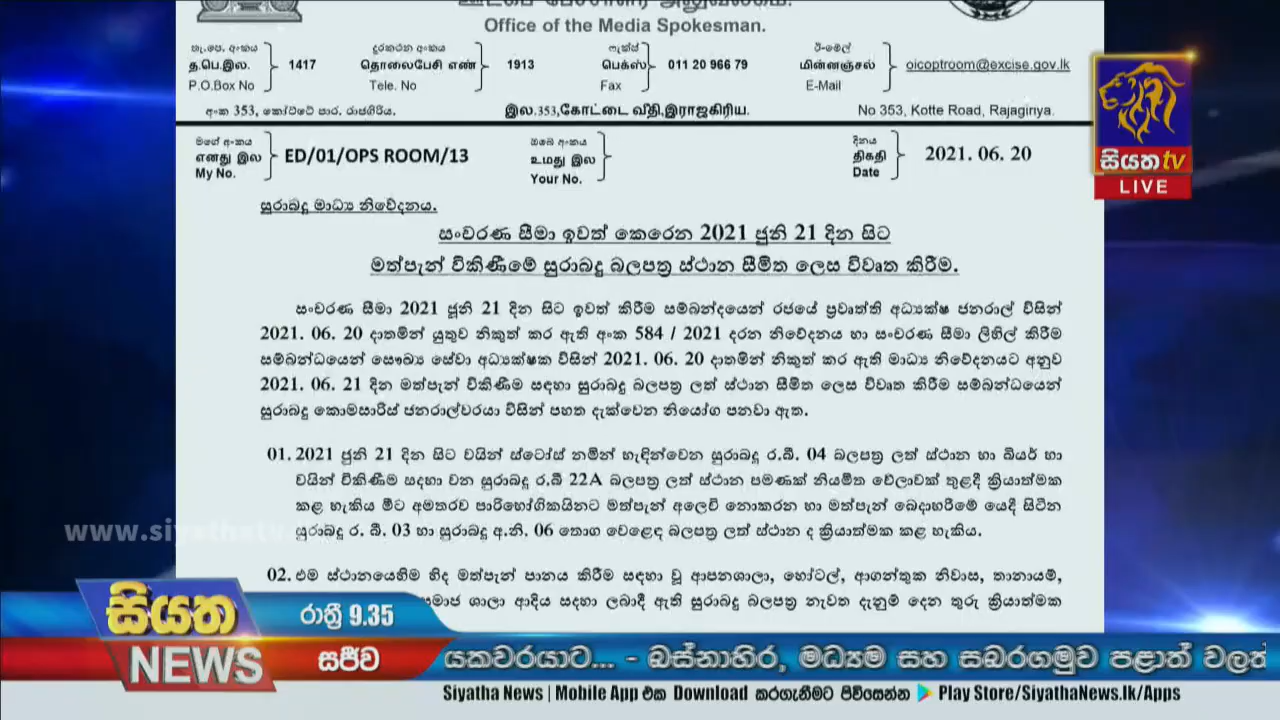 Office of the Media Spokesman.
තැ.පෙ. අංකය
த.பெ.இல.
P.O.Box No
1417
දුරකථන අංකය
தொலைபேசி எண்
Tele. No
1913
ෆැක්ස්
பெக்ஸ்
Fax
011 20 966 79
ඊ-මේල්
மின்னஞ்சல்
E-Mail
oicoptroom@excise.gov.lk
අංක 353, කෝට්ටේ පාර, රාජගිරිය.
இல.353,கோட்டை வீதி,இராஜகிரிய.
No 353, Kotte Road, Rajagiriya.
මගේ අංකය
எனது இல
My No.
ED/01/OPS ROOM/13
ඔබේ අංකය
உமது இல
Your No.
දිනය
திகதி
Date
2021. 06. 20
සුරාබදු මාධ්‍ය නිවේදනය.
සංචරණ සීමා ඉවත් කෙරෙන 2021 ජුනි 21 දින සිට
මත්පැන් විකිණීමේ සුරාබදු බලපත්‍ර ස්ථාන සීමිත ලෙස විවෘත කිරීම.
සංචරණ සීමා 2021 ජූනි 21 දින සිට ඉවත් කිරීම සම්බන්දයෙන් රජයේ ප්‍රවෘත්ති අධ්‍යක්ෂ ජනරාල් විසින්
2021. 06. 20 දාතමින් යුතුව නිකුත් කර ඇති අංක 584 / 2021 දරන නිවේදනය හා සංචරණ සීමා ලිහිල් කිරීම
සම්බන්ධයෙන් සෞඛ්‍ය සේවා අධ්‍යක්ෂක විසින් 2021. 06. 20 දාතමින් නිකුත් කර ඇති මාධ්‍ය නිවේදනයට අනුව
2021. 06. 21 දින මත්පැන් විකිණීම සඳහා සුරාබදු බලපත්‍ර ලත් ස්ථාන සීමිත ලෙස විවෘත කිරීම සම්බන්ධයෙන්
සුරාබදු කොමසාරිස් ජනරාල්වරයා විසින් පහත දැක්වෙන නියෝග පනවා ඇත.
01. 2021 ජුනි 21 දින සිට වයින් ස්ටෝස් නමින් හැඳින්වෙන සුරාබදු ර.බී. 04 බලපත්‍ර ලත් ස්ථාන හා බියර් හා
වයින් විකිණීම සදහා වන සුරාබදු ර.බී 22A බලපත්‍ර ලත් ස්ථාන පමණක් නියමිත වේලාවක් තුළදී ක්‍රියාත්මක
කළ හැකිය මීට අමතරව පාරිභෝගිකයිනට මත්පැන් අලෙවි නොකරන හා මත්පැන් බෙදාහරීමේ යෙදී සිටින
සුරාබදු ර. බී. 03 හා සුරාබදු අ.නි. 06 තොග වෙළෙඳ බලපත්‍ර ලත් ස්ථාන ද ක්‍රියාත්මක කළ හැකිය.
02. එම ස්ථානයෙහිම හිඳ මත්පැන් පානය කිරීම සඳහා වූ ආපනශාලා, හෝටල්, ආගන්තුක නිවාස, තානායම්,
සමාජ ශාලා ආදිය සදහා ලබාදී ඇති සුරාබදු බලපත්‍ර නැවත දැනුම් දෙන තුරු ක්‍රියාත්මක
සියත tv
LIVE
www.siyathatv.
සියත
NEWS
රාත්‍රී 9.35
සජීව
යකවරයාට... - බස්නාහිර, මධ්‍යම සහ සබරගමුව පළාත් වලත්
Siyatha News | Mobile App එක Download කරගැනීමට පිවිසෙන්න Play Store/SiyathaNews.lk/Apps